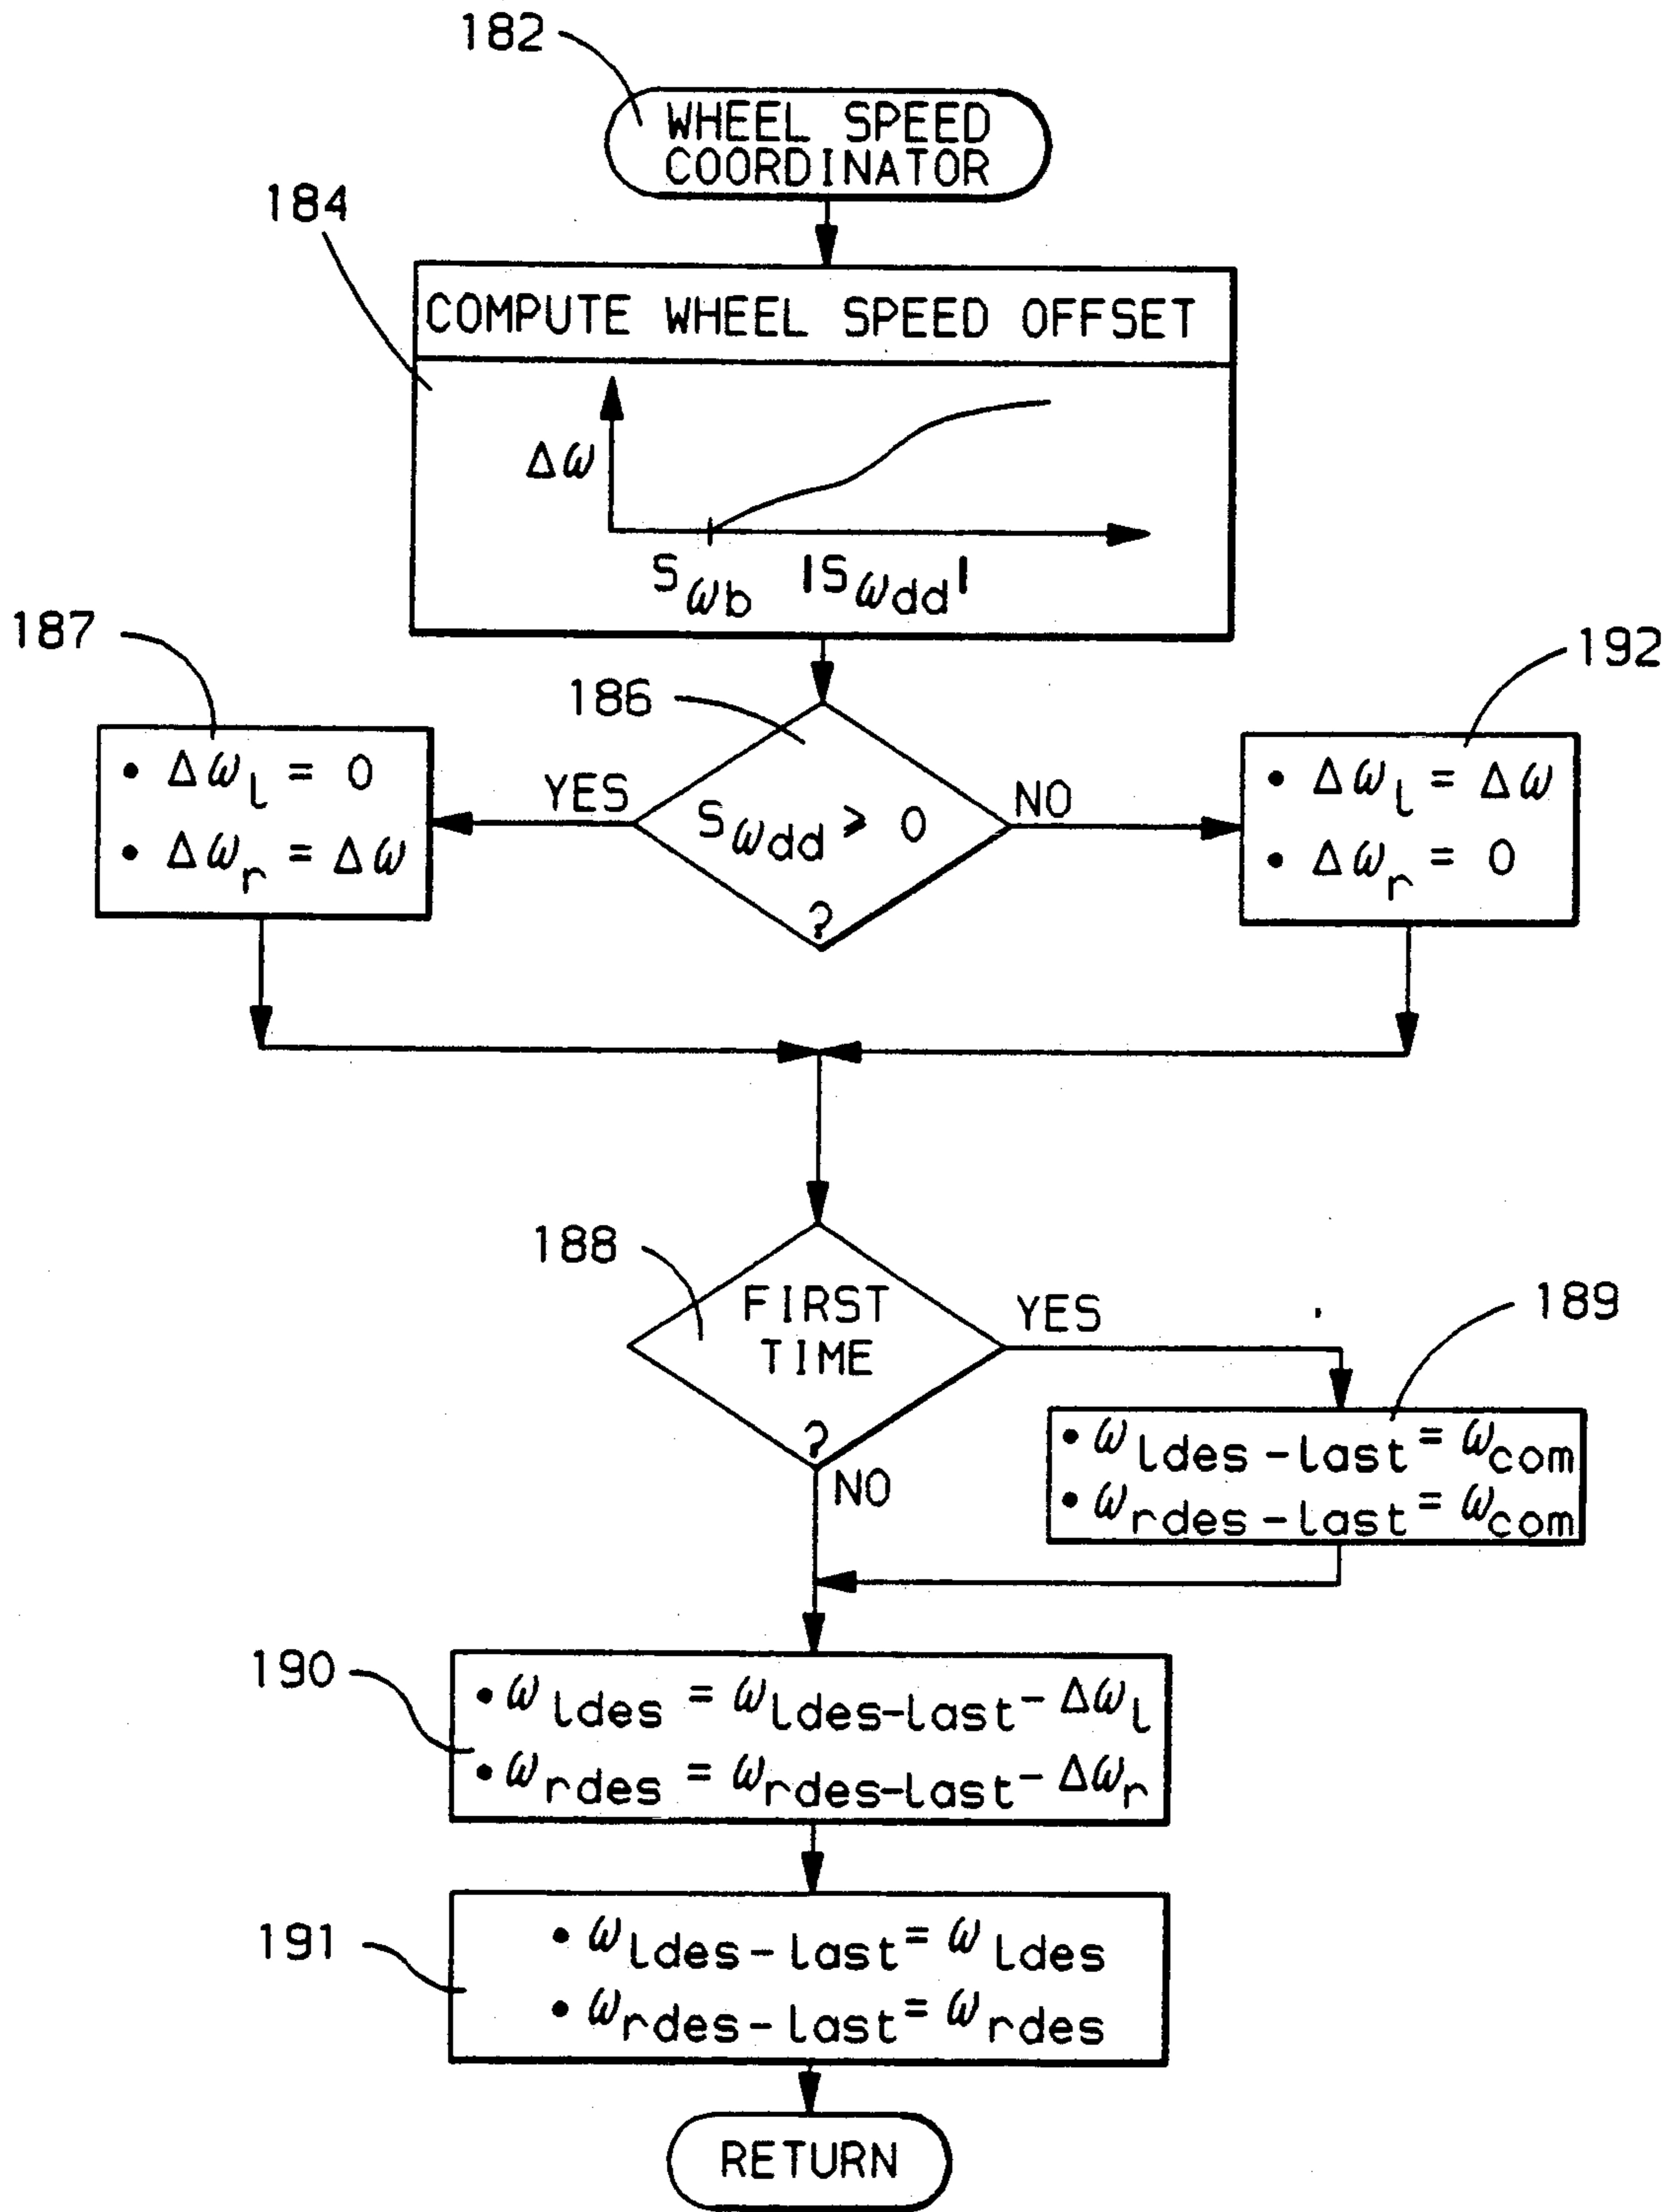 182
WHEEL SPEED
COORDINATOR
184
COMPUTE WHEEL SPEED OFFSET
Δω
Sωb |Sωdd|
187
192
186
• Δωl = 0
• Δωr = Δω
YES
Sωdd ≥ 0
?
NO
• Δωl = Δω
• Δωr = 0
188
FIRST
TIME
?
YES
NO
189
• ωldes-last = ωcom
• ωrdes-last = ωcom
190
• ωldes = ωldes-last - Δωl
• ωrdes = ωrdes-last - Δωr
191
• ωldes-last = ωldes
• ωrdes-last = ωrdes
RETURN